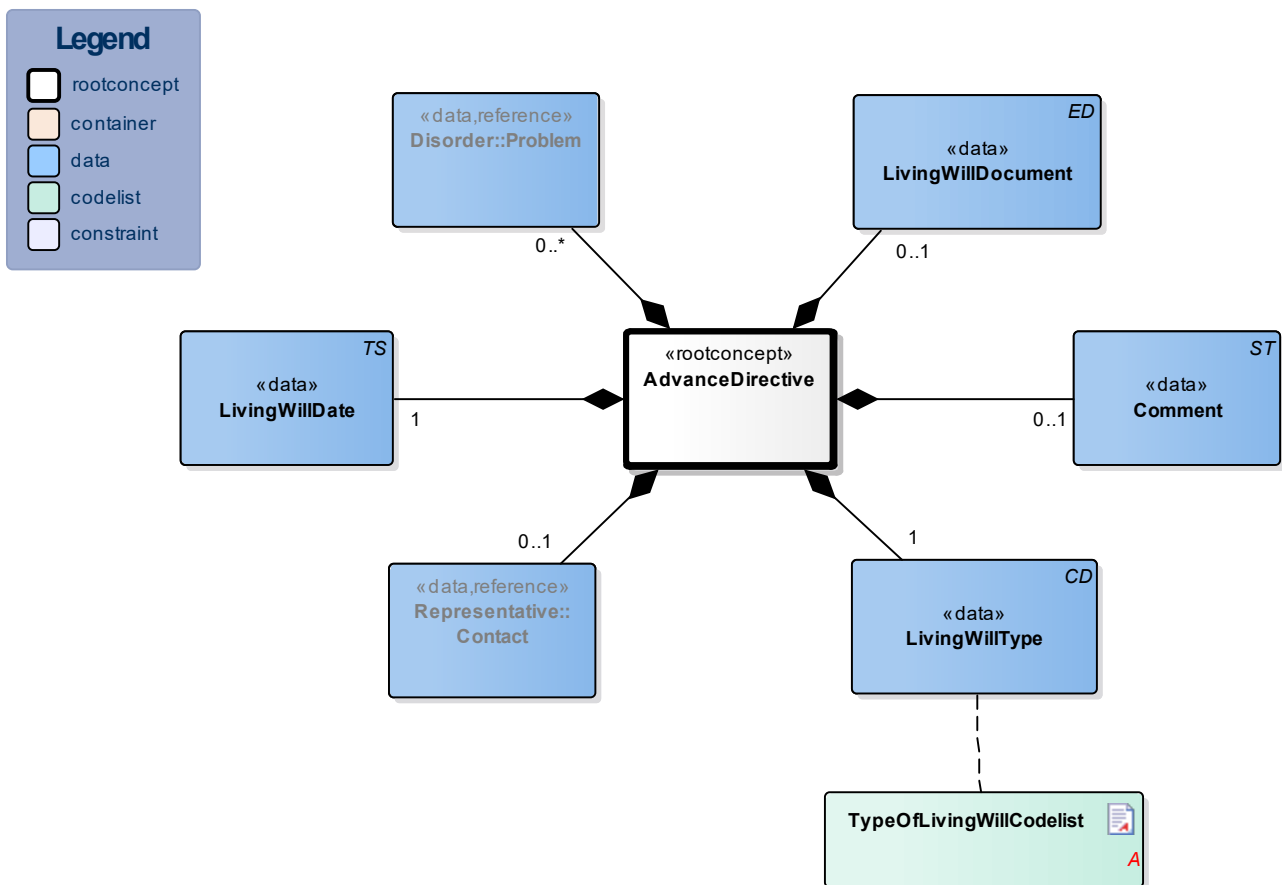 Legend
rootconcept
container
data
codelist
constraint
«data,reference»
Disorder::Problem
0..*
ED
«data»
LivingWillDocument
0..1
TS
«data»
LivingWillDate
1
«rootconcept»
AdvanceDirective
ST
«data»
Comment
0..1
0..1
«data,reference»
Representative::
Contact
1
CD
«data»
LivingWillType
TypeOfLivingWillCodelist
A